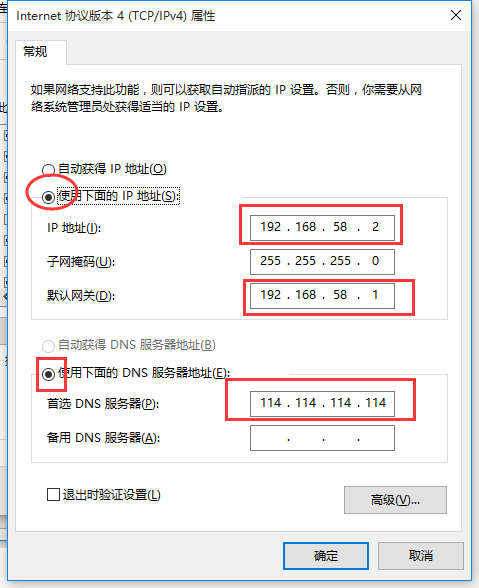 Internet 协议版本 4 (TCP/IPv4) 属性
常规
如果网络支持此功能，则可以获取自动指派的 IP 设置。否则，你需要从网
络系统管理员处获得适当的 IP 设置。
自动获得 IP 地址(O)
使用下面的 IP 地址(S):
IP 地址(I): 192 . 168 . 58 . 2
子网掩码(U): 255 . 255 . 255 . 0
默认网关(D): 192 . 168 . 58 . 1
自动获得 DNS 服务器地址(B)
使用下面的 DNS 服务器地址(E):
首选 DNS 服务器(P): 114 . 114 . 114 . 114
备用 DNS 服务器(A): . . .
退出时验证设置(L)
高级(V)...
确定 取消